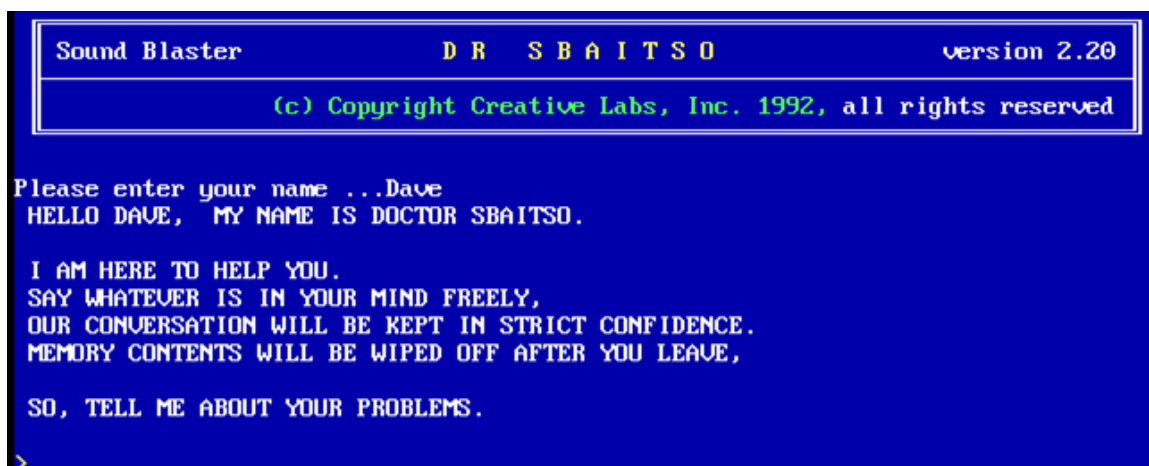 Sound Blaster D R S B A I T S O version 2.20
(c) Copyright Creative Labs, Inc. 1992, all rights reserved
Please enter your name ...Dave
HELLO DAVE, MY NAME IS DOCTOR SBAITSO.
I AM HERE TO HELP YOU.
SAY WHATEVER IS IN YOUR MIND FREELY,
OUR CONVERSATION WILL BE KEPT IN STRICT CONFIDENCE.
MEMORY CONTENTS WILL BE WIPED OFF AFTER YOU LEAVE,
SO, TELL ME ABOUT YOUR PROBLEMS.
>